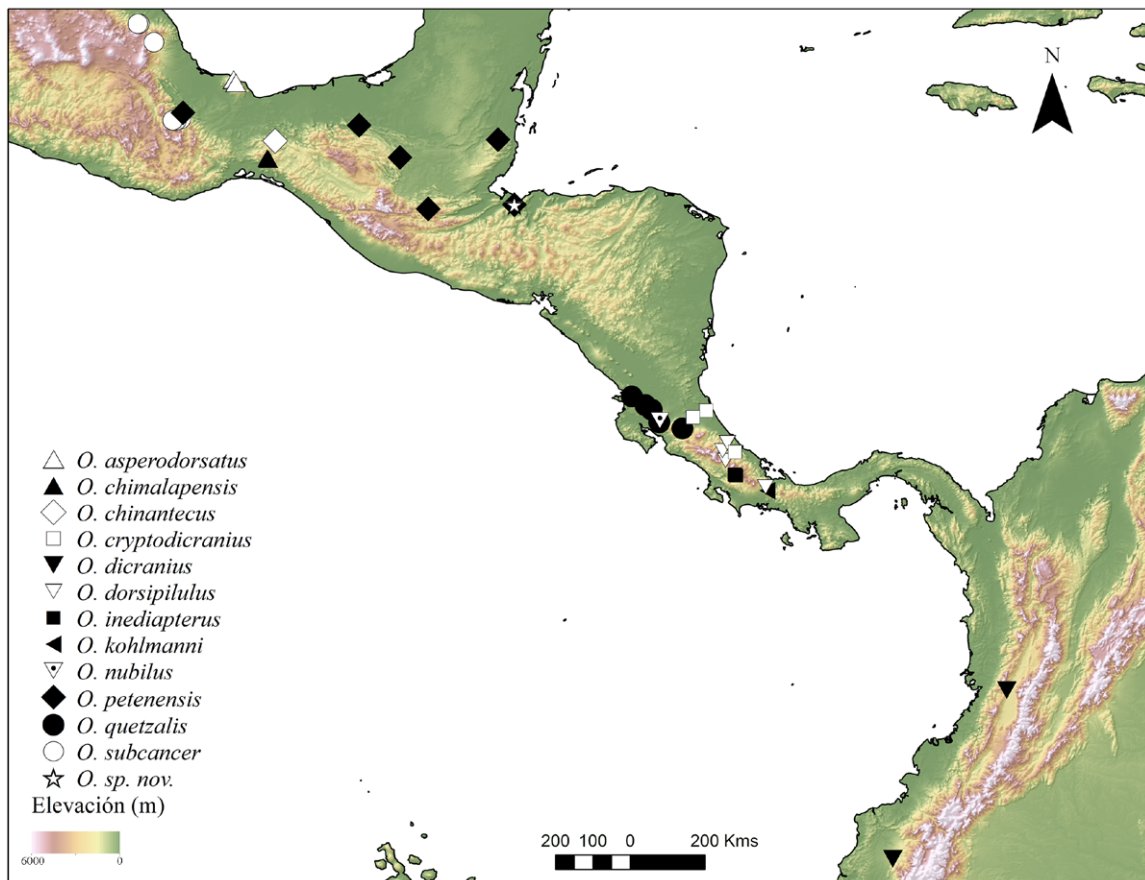 N
O. asperodorsatus
O. chimalapensis
O. chinantecus
O. cryptodicranius
O. dicranius
O. dorsipilulus
O. inediapterus
O. kohlmanni
O. nubilus
O. petenensis
O. quetzalis
O. subcancer
O. sp. nov.
Elevación (m)
6000 0
200 100 0 200 Kms